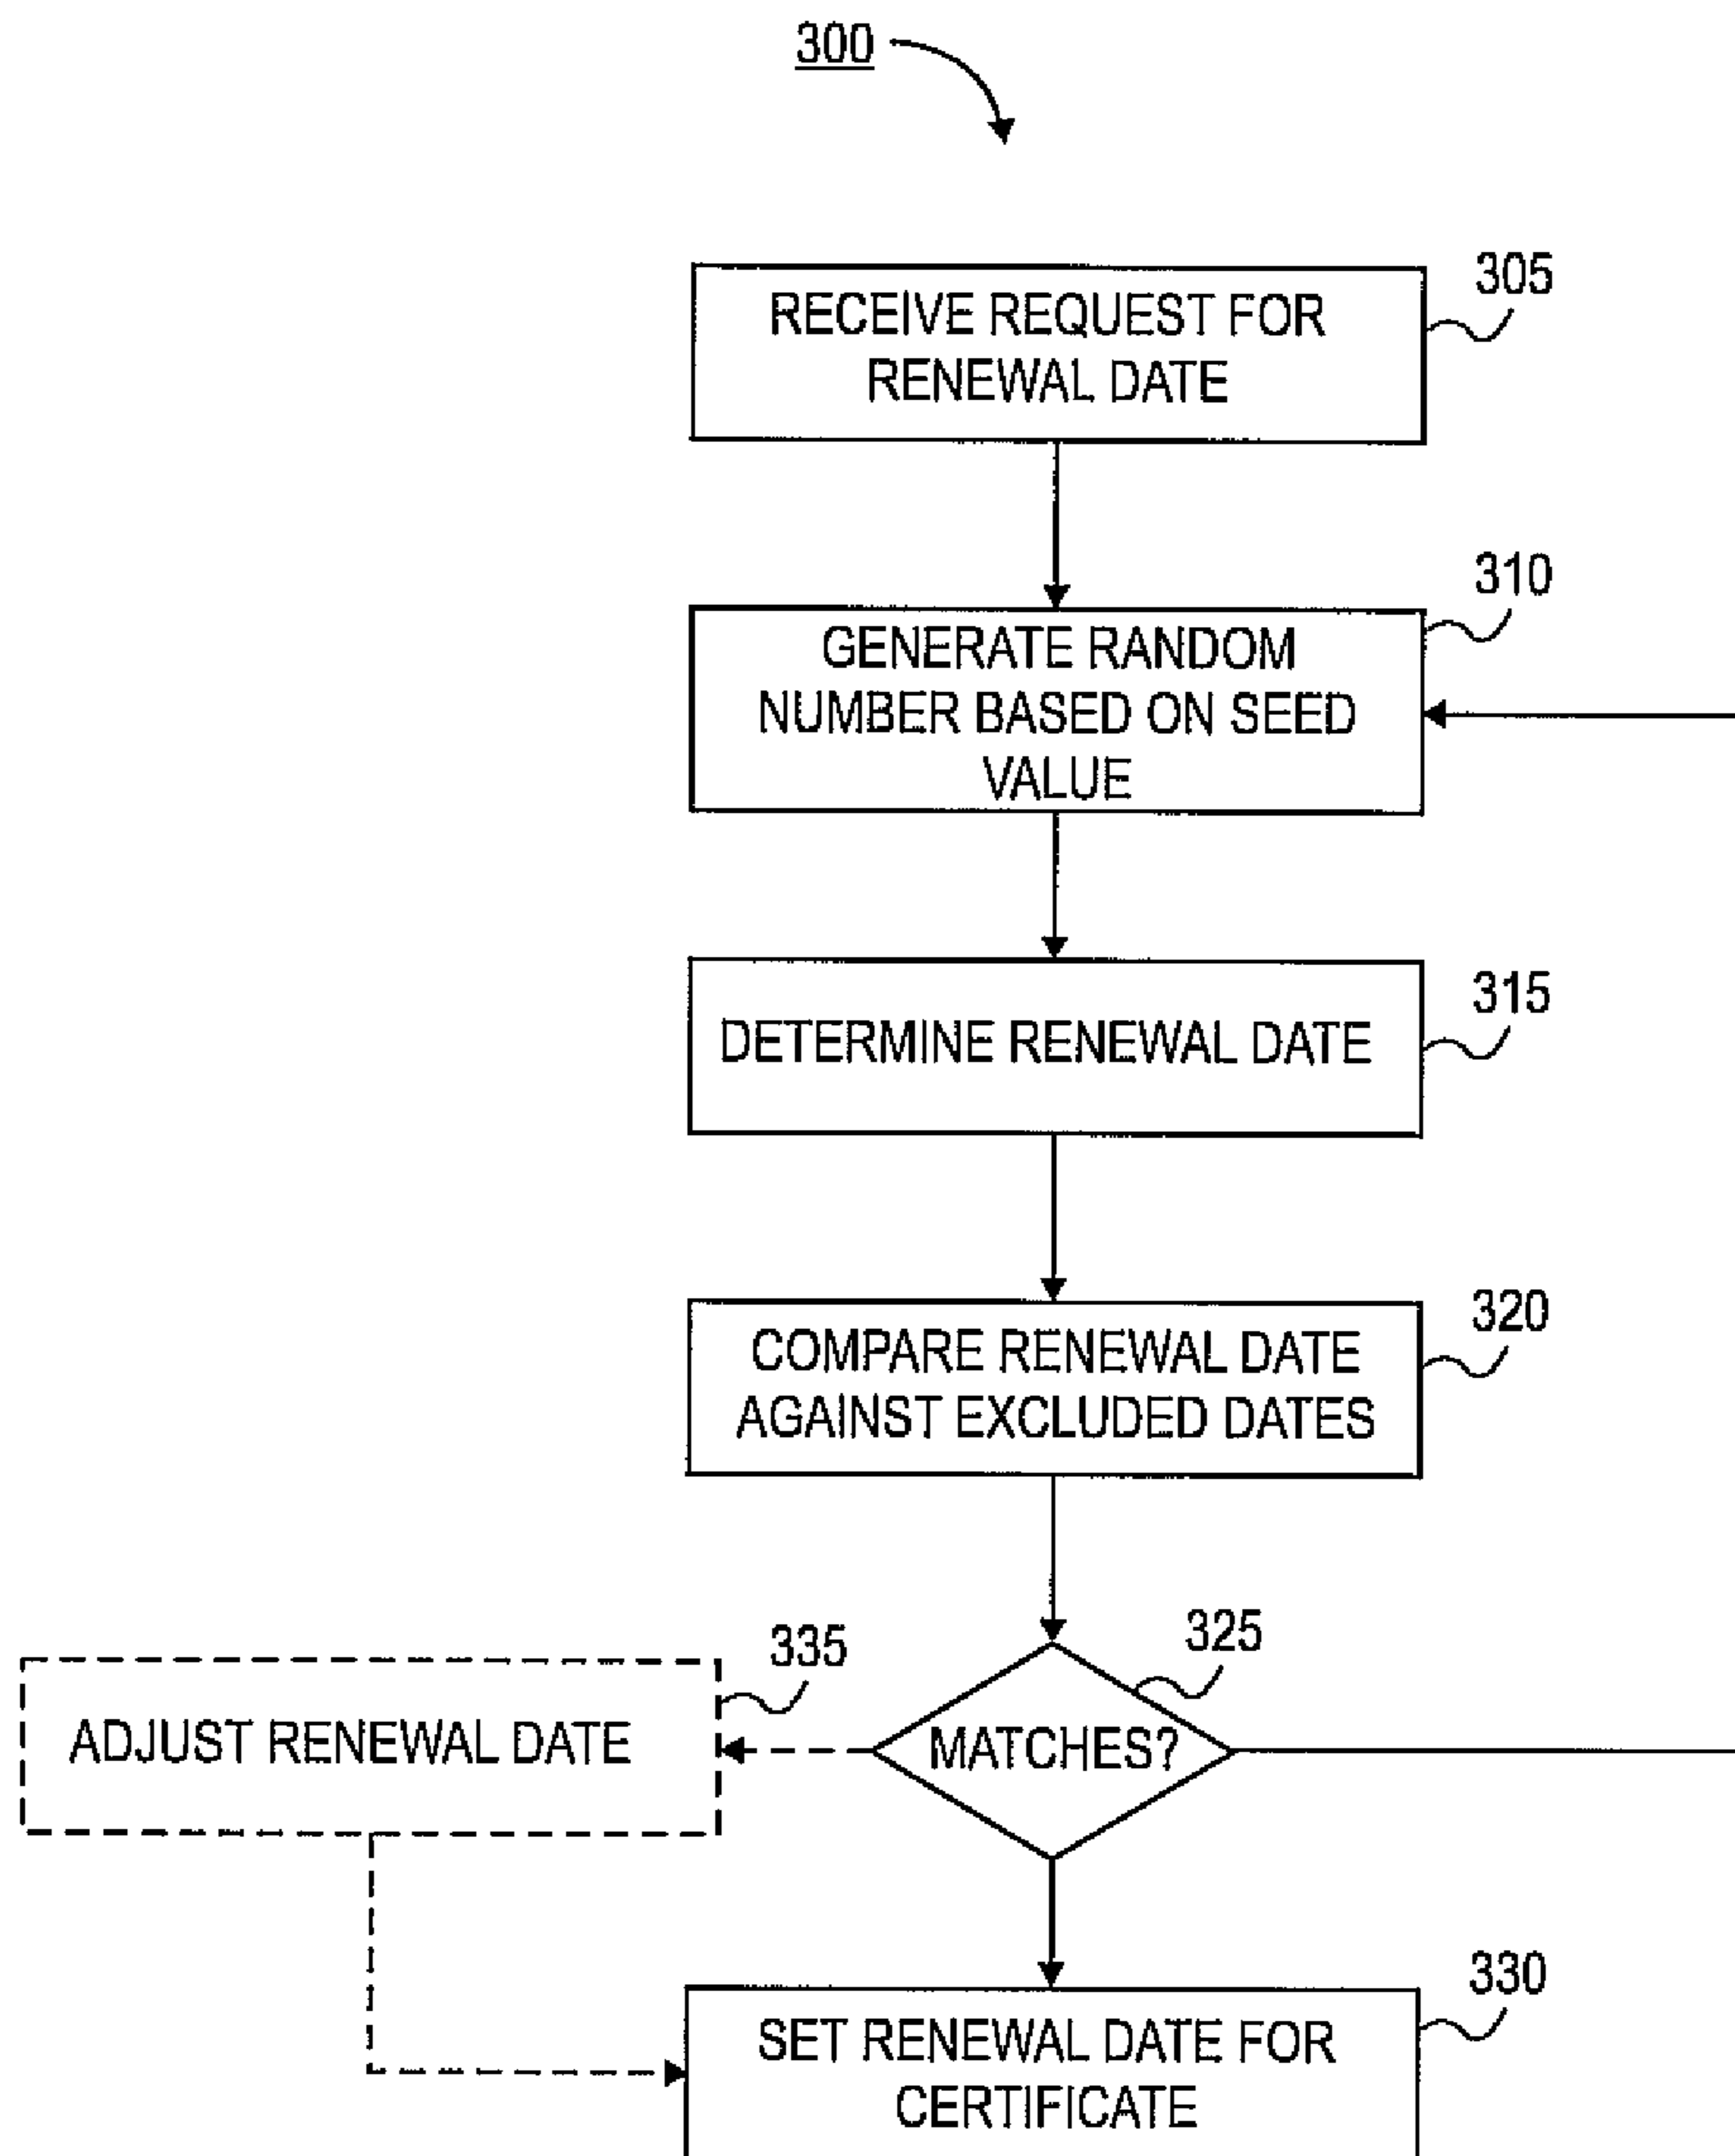 300
305
RECEIVE REQUEST FOR
RENEWAL DATE
310
GENERATE RANDOM
NUMBER BASED ON SEED
VALUE
315
DETERMINE RENEWAL DATE
320
COMPARE RENEWAL DATE
AGAINST EXCLUDED DATES
325
335
ADJUST RENEWAL DATE
MATCHES?
330
SET RENEWAL DATE FOR
CERTIFICATE